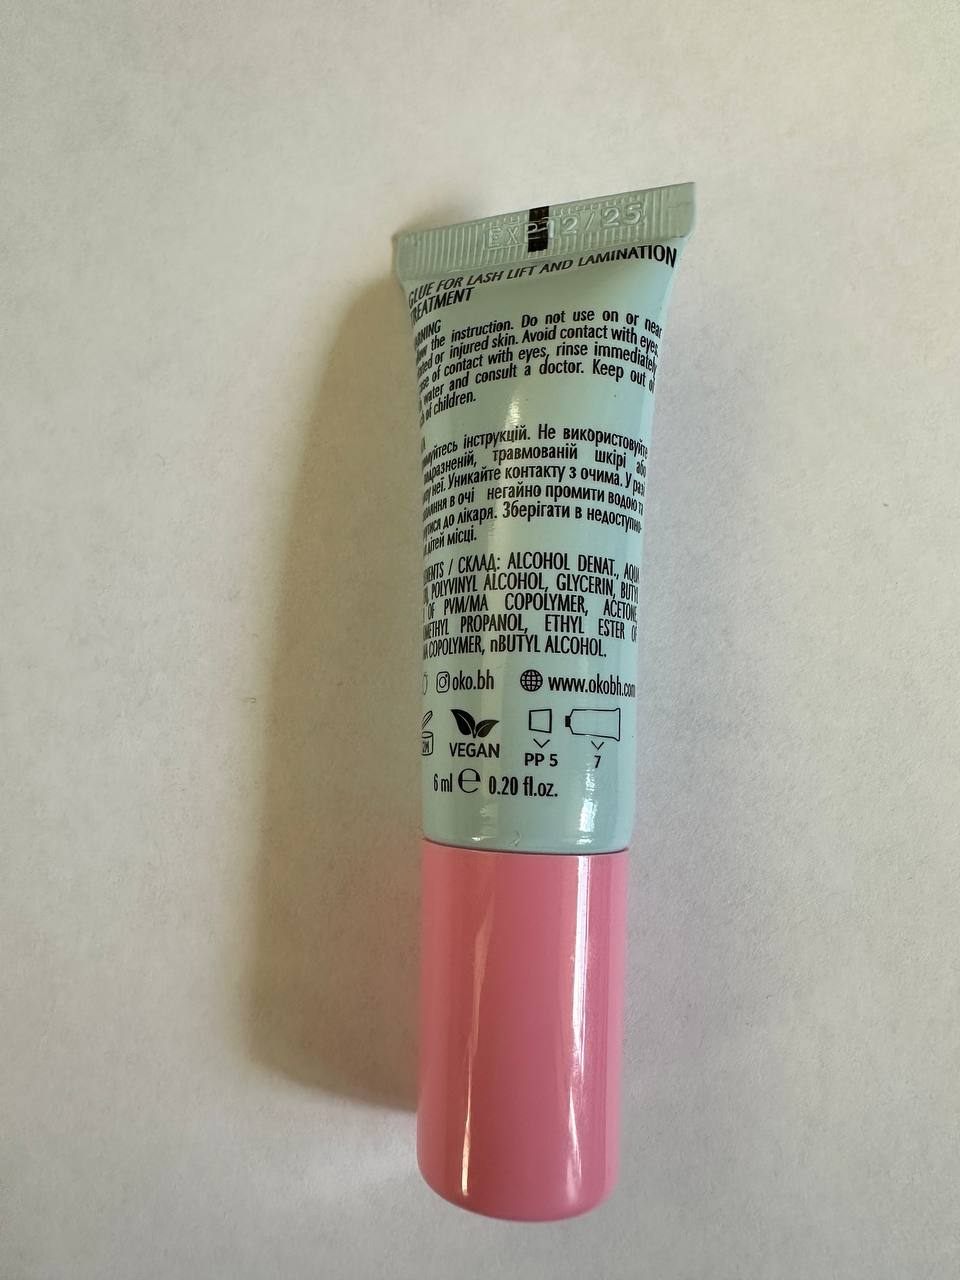 EXP 12/25
GLUE FOR LASH LIFT AND LAMINATION
TREATMENT
the instruction. Do not use on or near
or injured skin. Avoid contact with eyes.
of contact with eyes, rinse immediately
water and consult a doctor. Keep out of
of children.
інструкцій. Не використовуйте
травмованій шкірі або
неї. Уникайте контакту з очима. У разі
в очі негайно промити водою та
до лікаря. Зберігати в недоступно-
дітей місці.
/ СКЛАД: ALCOHOL DENAT., AQUA
POLYVINYL ALCOHOL, GLYCERIN, BUTYL
OF PVM/MA COPOLYMER, ACETONE,
PROPANOL, ETHYL ESTER OF
COPOLYMER, nBUTYL ALCOHOL.
oko.bh www.okobh.com
VEGAN
PP 5 7
6 ml e 0.20 fl.oz.